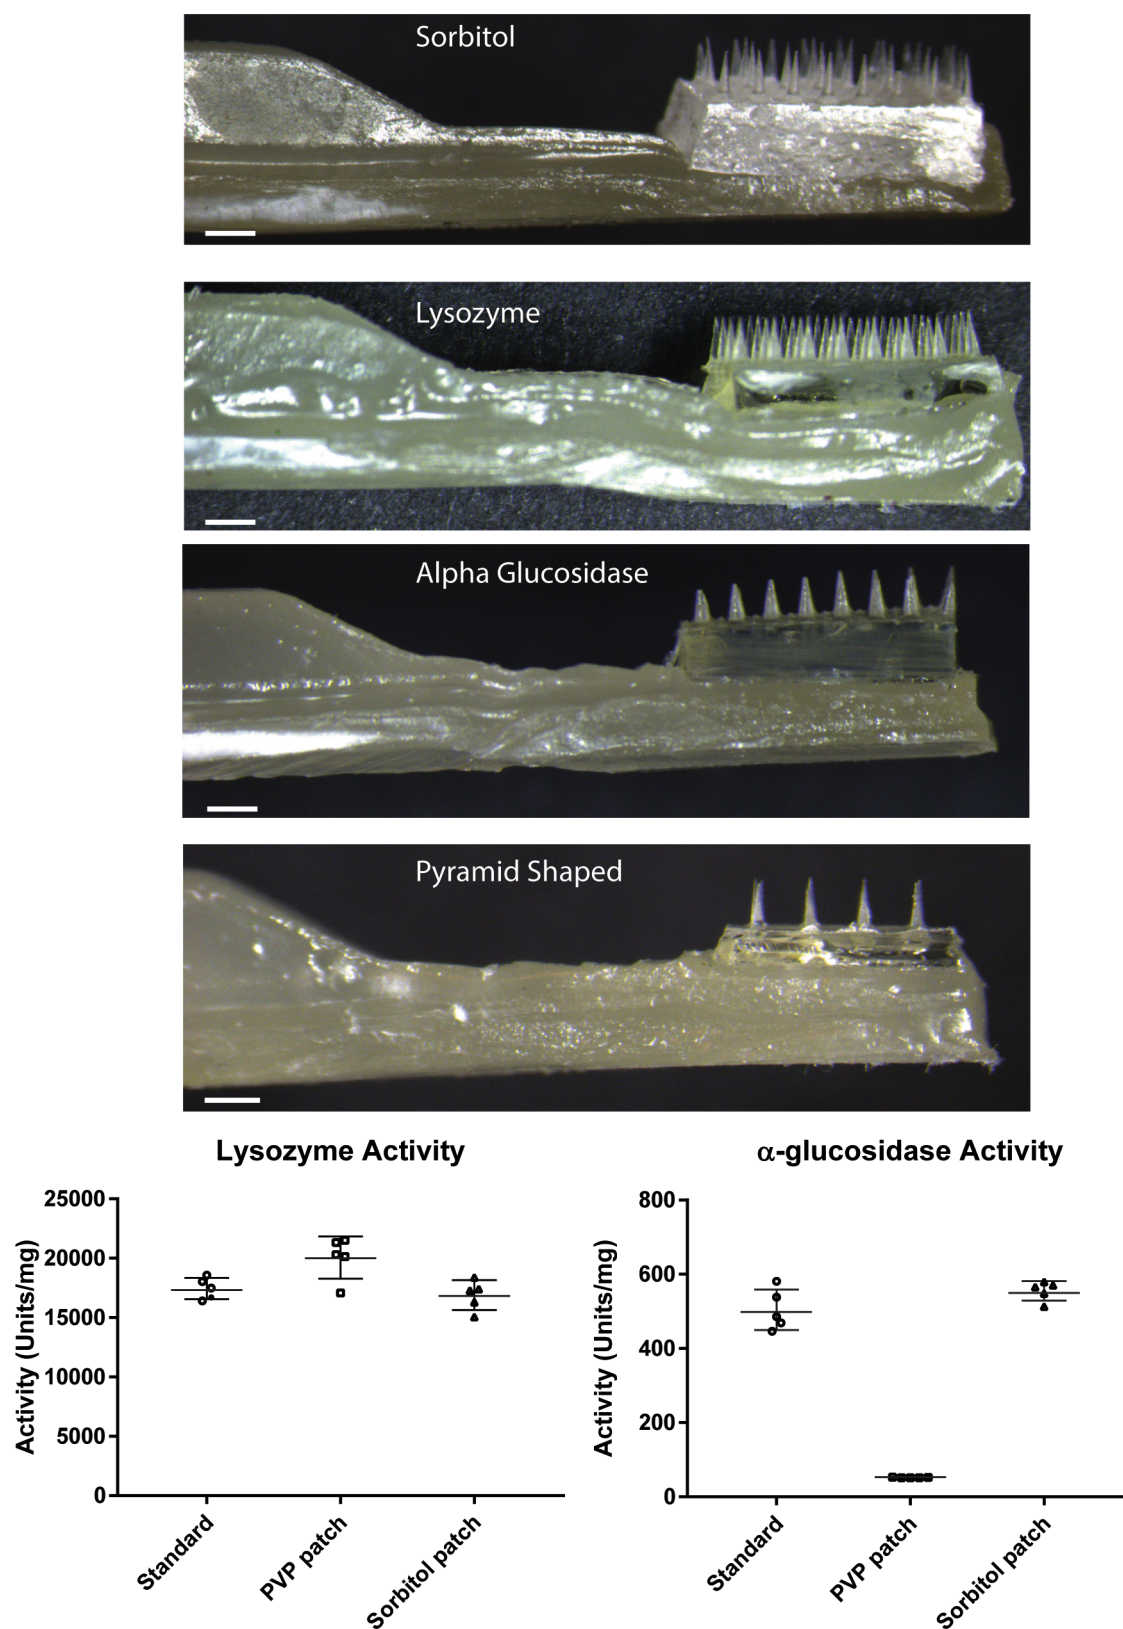 Sorbitol
Lysozyme
Alpha Glucosidase
Pyramid Shaped
Lysozyme Activity
Activity (Units/mg)
25000
20000
15000
10000
5000
0
Standard
PVP patch
Sorbitol patch
α-glucosidase Activity
Activity (Units/mg)
800
600
400
200
0
Standard
PVP patch
Sorbitol patch